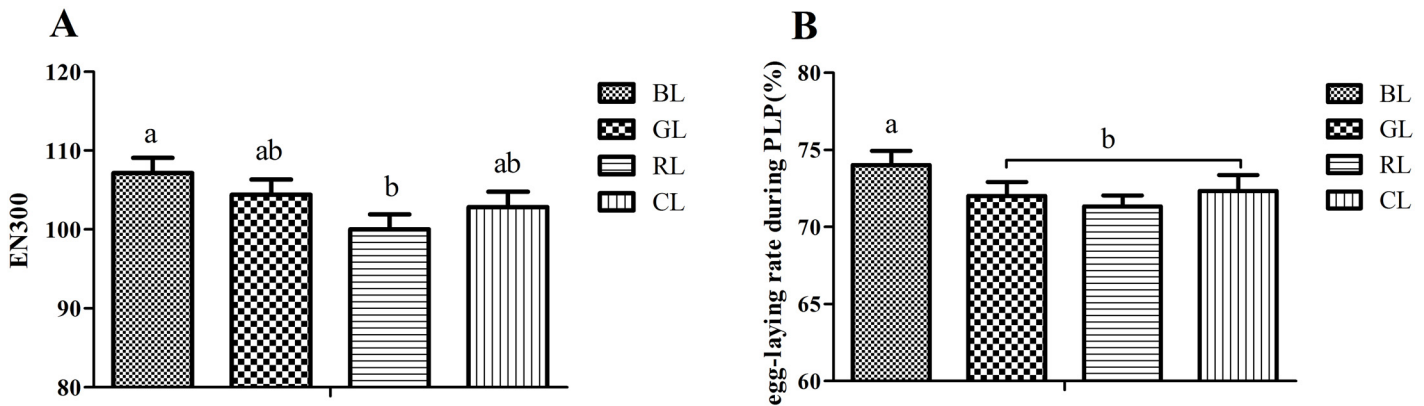 A
EN300
120
110
100
90
80
a
ab
b
ab
BL
GL
RL
CL
B
egg-laying rate during PLP(%)
80
75
70
65
60
a
b
BL
GL
RL
CL